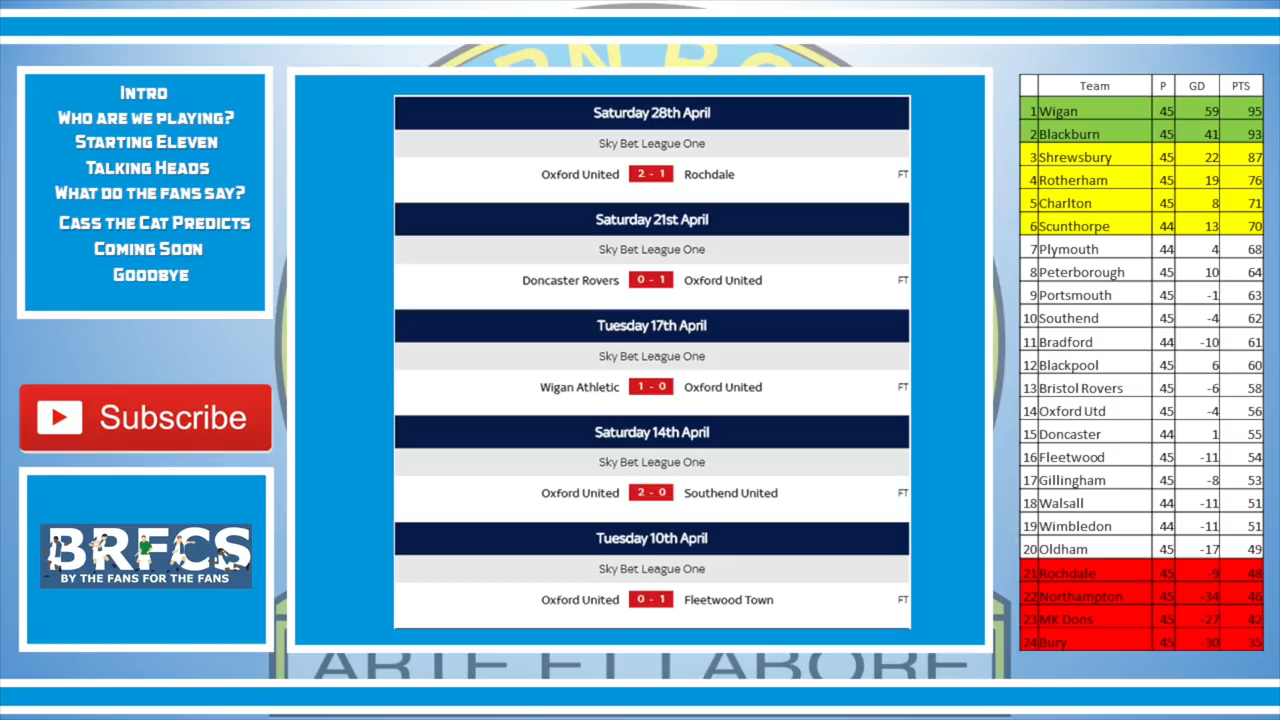 RN RO
INTRO
WHO ARE WE PLAYING?
STARTING ELEVEN
TALKING HEADS
WHAT DO THE FANS SAY?
CASS THE CAT PREDICTS
COMING SOON
GOODBYE
Subscribe
BRFCS
BY THE FANS FOR THE FANS
Saturday 28th April
Sky Bet League One
Oxford United 2 - 1 Rochdale FT
Saturday 21st April
Sky Bet League One
Doncaster Rovers 0 - 1 Oxford United FT
Tuesday 17th April
Sky Bet League One
Wigan Athletic 1 - 0 Oxford United FT
Saturday 14th April
Sky Bet League One
Oxford United 2 - 0 Southend United FT
Tuesday 10th April
Sky Bet League One
Oxford United 0 - 1 Fleetwood Town FT
Team P GD PTS
1 Wigan 45 59 95
2 Blackburn 45 41 93
3 Shrewsbury 45 22 87
4 Rotherham 45 19 76
5 Charlton 45 8 71
6 Scunthorpe 44 13 70
7 Plymouth 44 4 68
8 Peterborough 45 10 64
9 Portsmouth 45 -1 63
10 Southend 45 -4 62
11 Bradford 44 -10 61
12 Blackpool 45 6 60
13 Bristol Rovers 45 -6 58
14 Oxford Utd 45 -4 56
15 Doncaster 44 1 55
16 Fleetwood 45 -11 54
17 Gillingham 45 -8 53
18 Walsall 44 -11 51
19 Wimbledon 44 -11 51
20 Oldham 45 -17 49
21 Rochdale 45 -9 48
22 Northampton 45 -34 46
23 MK Dons 45 -27 42
24 Bury 45 -30 35
ARTE ET LABORE